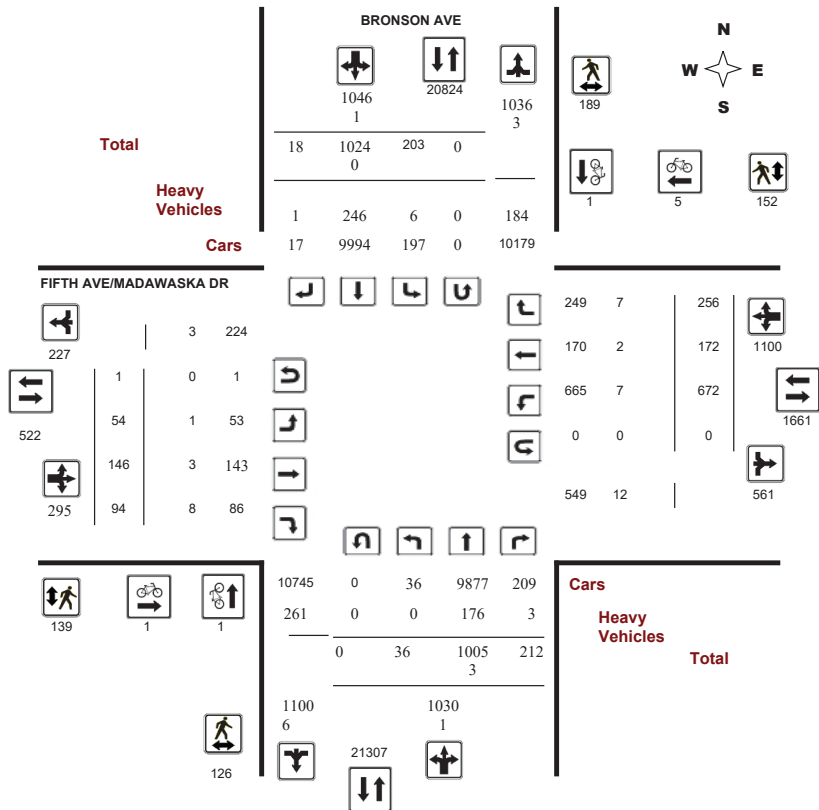 BRONSON AVE
N
W E
S
1046
1
20824
1036
3
189
Total
18 1024
0 203 0
1 5 152
Heavy
Vehicles
1 246 6 0 184
Cars
17 9994 197 0 10179
FIFTH AVE/MADAWASKA DR
227
3 224
249 7 256
1100
522
1 0 1
170 2 172
1661
54 1 53
665 7 672
146 3 143
0 0 0
295
94 8 86
549 12
561
139 1 1
10745 0 36 9877 209
Cars
261 0 0 176 3
Heavy
Vehicles
0 36 1005
3 212
Total
1100
6
1030
1
126
21307